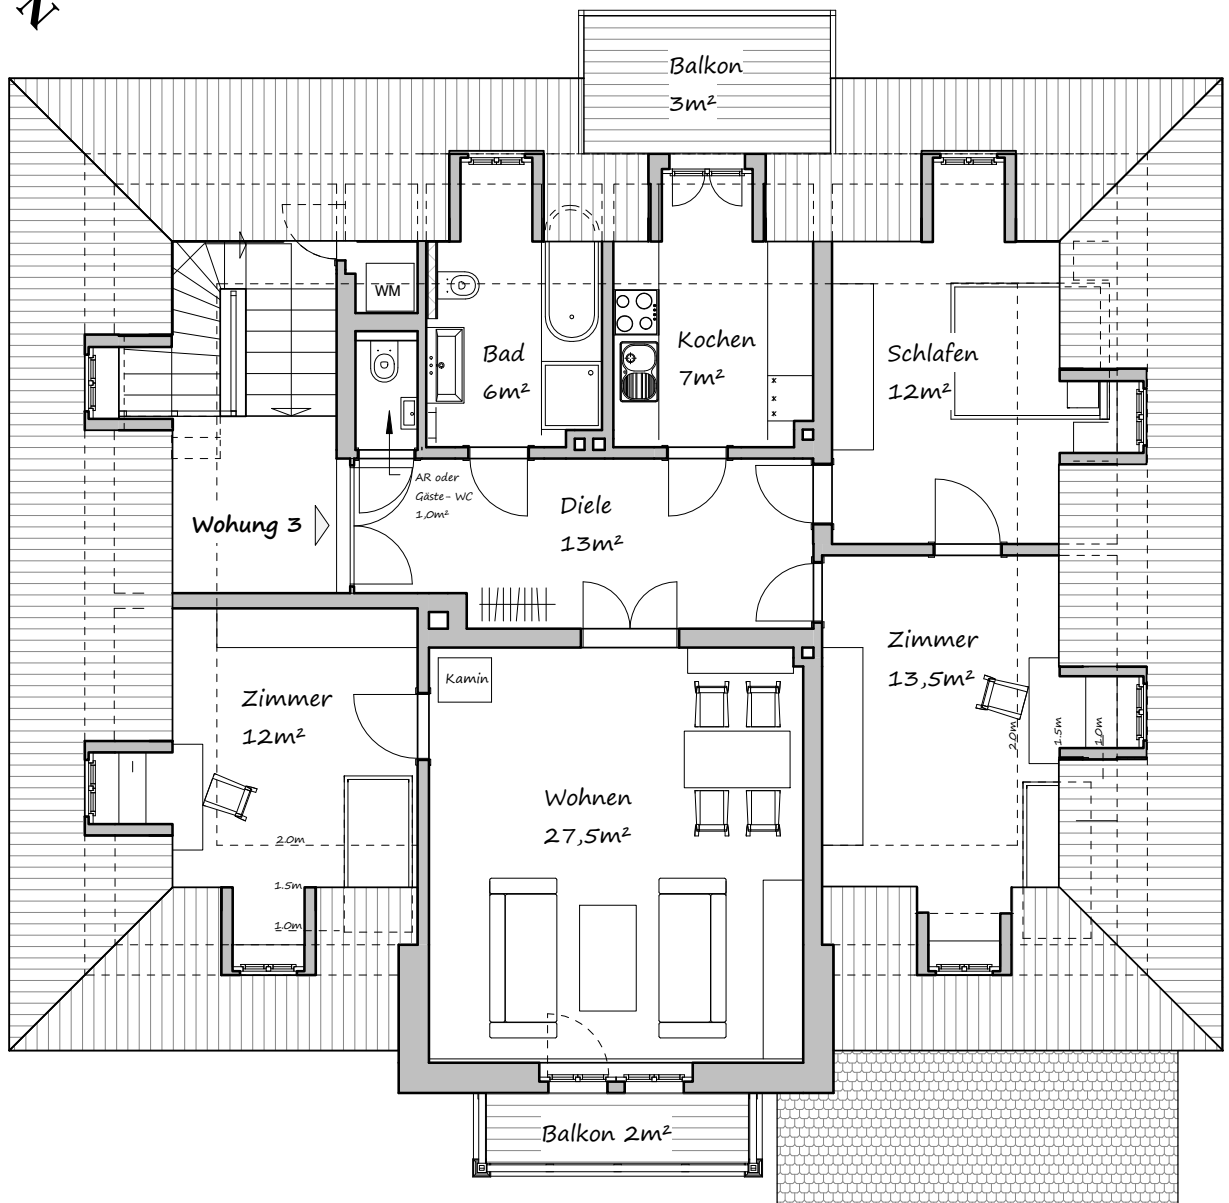 N
Balkon
3m²
WM
Bad
6m²
Kochen
7m²
Schlafen
12m²
AR oder
Gäste- WC
1,0m²
Wohung 3
Diele
13m²
Zimmer
13,5m²
Kamin
Zimmer
12m²
2.0m
1.5m
1.0m
Wohnen
27,5m²
2.0m
1.5m
1.0m
Balkon 2m²